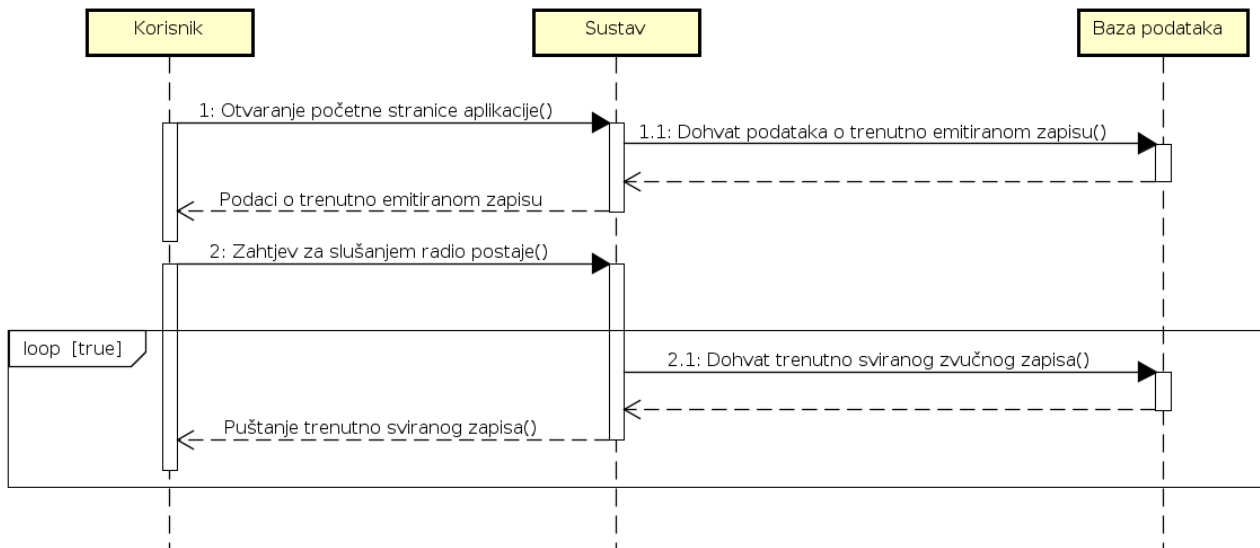 Korisnik
Sustav
Baza podataka
1: Otvaranje početne stranice aplikacije()
1.1: Dohvat podataka o trenutno emitiranom zapisu()
Podaci o trenutno emitiranom zapisu
2: Zahtjev za slušanjem radio postaje()
loop [true]
2.1: Dohvat trenutno sviranog zvučnog zapisa()
Puštanje trenutno sviranog zapisa()